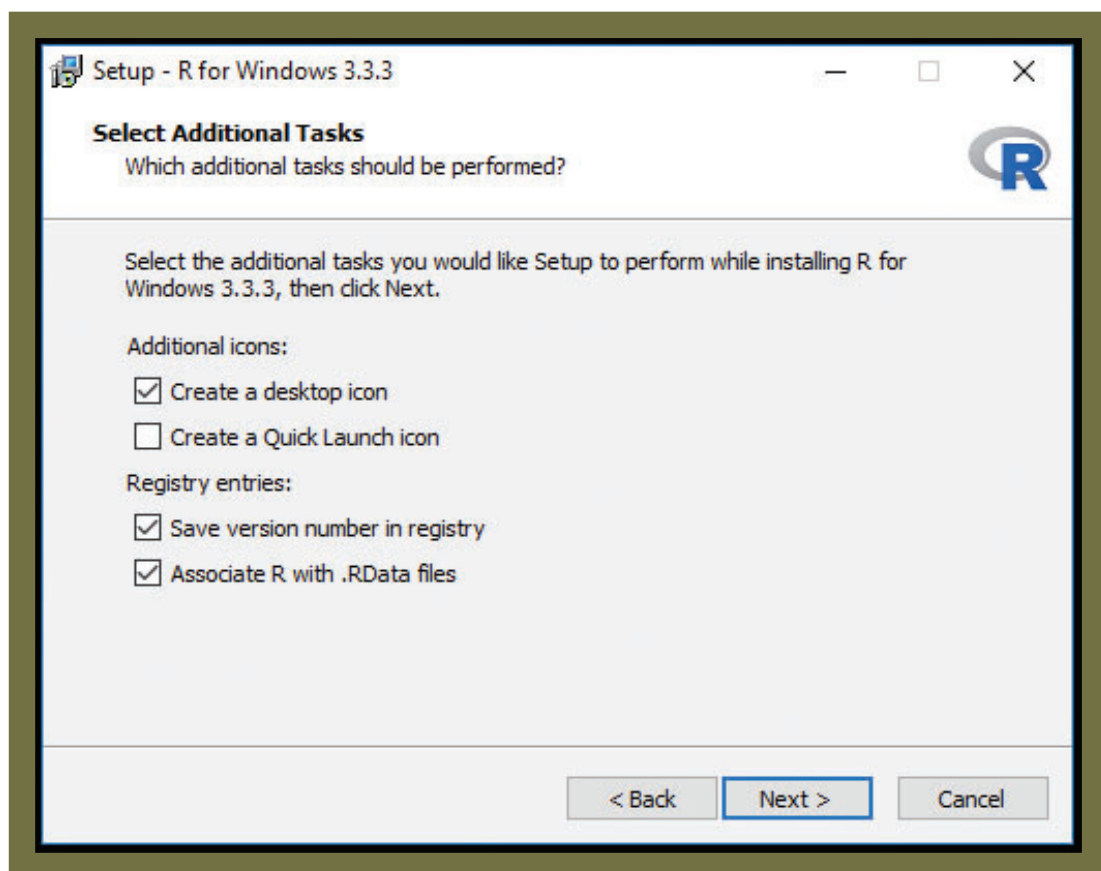 Setup - R for Windows 3.3.3
Select Additional Tasks
Which additional tasks should be performed?
R
Select the additional tasks you would like Setup to perform while installing R for
Windows 3.3.3, then click Next.
Additional icons:
Create a desktop icon
Create a Quick Launch icon
Registry entries:
Save version number in registry
Associate R with .RData files
< Back Next > Cancel